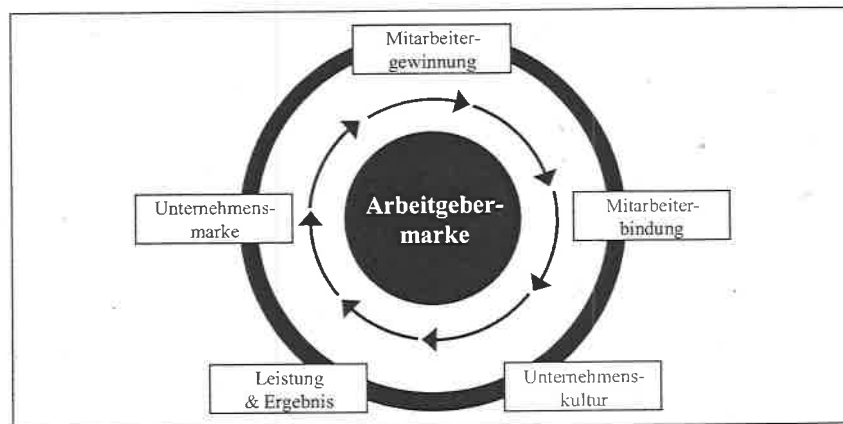 Mitarbeiter-
gewinnung
Unternehmens-
marke
Arbeitgeber-
marke
Mitarbeiter-
bindung
Leistung
& Ergebnis
Unternehmens-
kultur